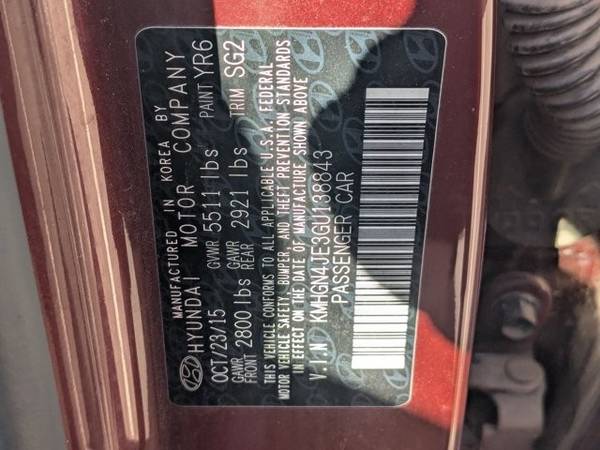 MANUFACTURED IN KOREA BY
HYUNDAI MOTOR COMPANY
OCT/23/15 GVWR 5511 lbs PAINT YR6
GAWR FRONT 2800 lbs GAWR REAR 2921 lbs TRIM SG2
THIS VEHICLE CONFORMS TO ALL APPLICABLE U.S.A. FEDERAL
MOTOR VEHICLE SAFETY, BUMPER, AND THEFT PREVENTION STANDARDS
IN EFFECT ON THE DATE OF MANUFACTURE SHOWN ABOVE
V.I.N KMHGN4JE3GU138843
PASSENGER CAR